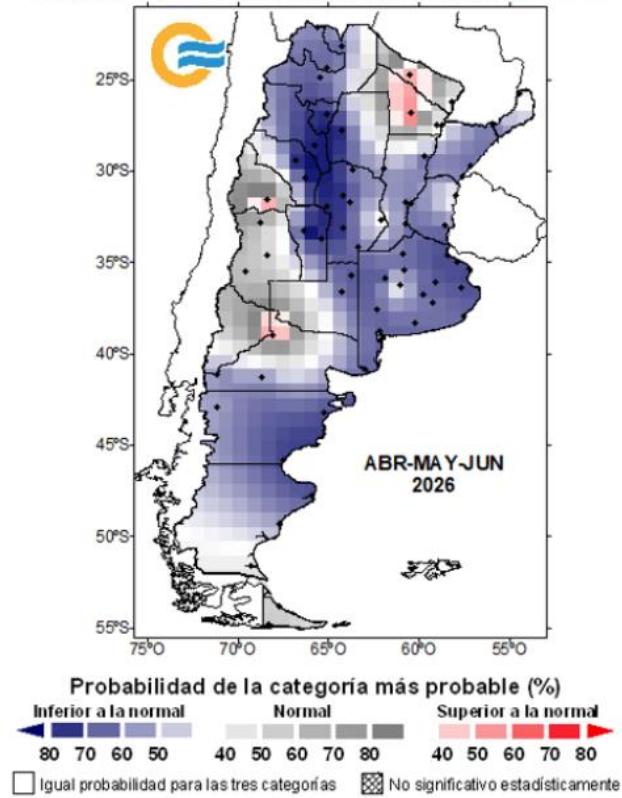 25ºS
30ºS
35ºS
40ºS
ABR-MAY-JUN
2026
45ºS
50ºS
55ºS
75ºO 70ºO 65ºO 60ºO 55ºO
Probabilidad de la categoría más probable (%)
Inferior a la normal Normal Superior a la normal
80 70 60 50 40 50 60 70 80 40 50 60 70 80
Igual probabilidad para las tres categorías No significativo estadísticamente